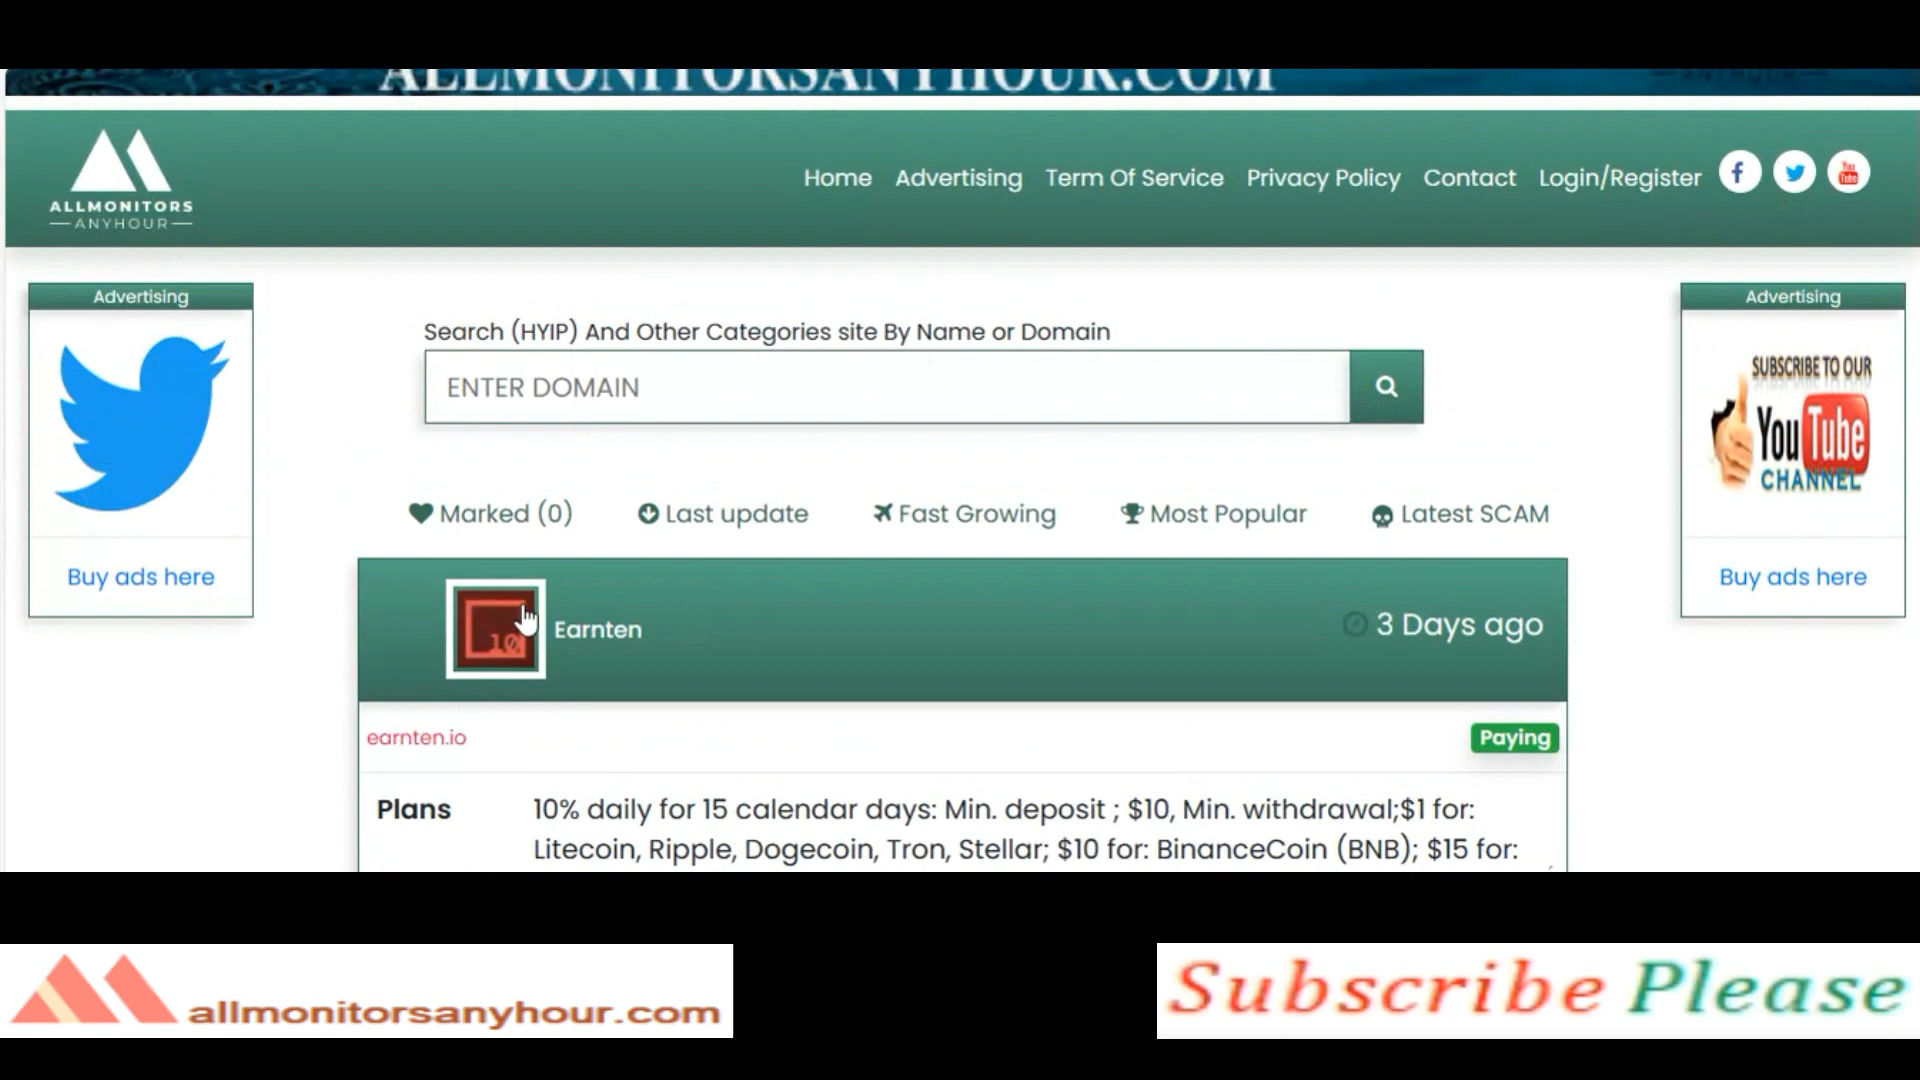 ALLMONITORSANYHOUR.COM
ALLMONITORS
ANYHOUR
Home Advertising Term Of Service Privacy Policy Contact Login/Register
You Tube
Advertising
Buy ads here
Search (HYIP) And Other Categories site By Name or Domain
ENTER DOMAIN
Advertising
SUBSCRIBE TO OUR
YouTube
CHANNEL
Buy ads here
Marked (0) Last update Fast Growing Most Popular Latest SCAM
10
Earnten
3 Days ago
earnten.io
Paying
Plans
10% daily for 15 calendar days: Min. deposit ; $10, Min. withdrawal;$1 for:
Litecoin, Ripple, Dogecoin, Tron, Stellar; $10 for: BinanceCoin (BNB); $15 for:
allmonitorsanyhour.com
Subscribe Please